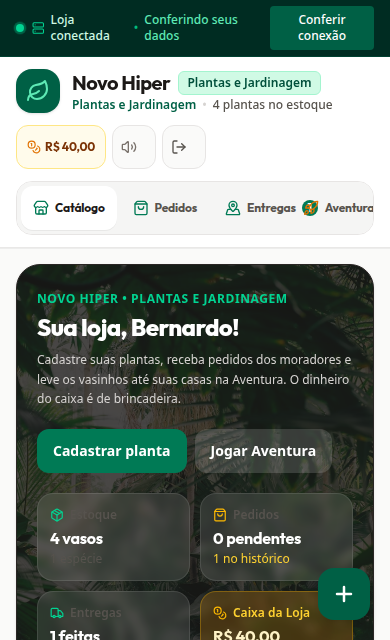 Loja conectada
• Conferindo seus dados
Conferir conexão
Novo Hiper
Plantas e Jardinagem
Plantas e Jardinagem • 4 plantas no estoque
R$ 40,00
Catálogo
Pedidos
Entregas
Aventura
NOVO HIPER • PLANTAS E JARDINAGEM
Sua loja, Bernardo!
Cadastre suas plantas, receba pedidos dos moradores e
leve os vasinhos até suas casas na Aventura. O dinheiro
do caixa é de brincadeira.
Cadastrar planta
Jogar Aventura
Estoque
4 vasos
espécie
Pedidos
0 pendentes
1 no histórico
Entregas
1 feitas
Caixa da Loja
R$ 40,00